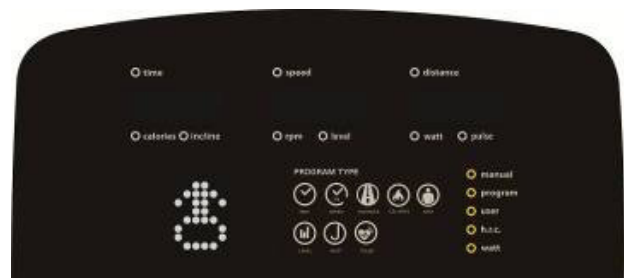 time speed distance
calories incline rpm level watt pulse
PROGRAM TYPE
manual
program
user
h.r.c.
watt